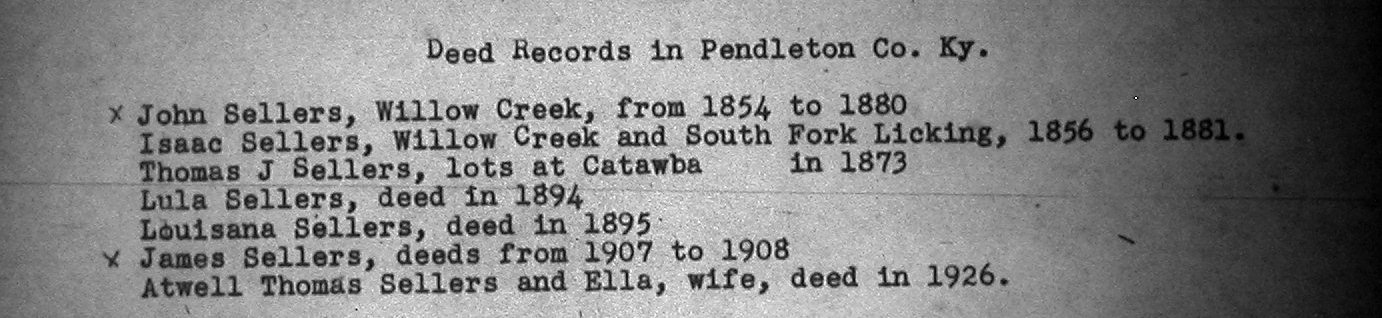 Deed Records in Pendleton Co. Ky.
x John Sellers, Willow Creek, from 1854 to 1880
Isaac Sellers, Willow Creek and South Fork Licking, 1856 to 1881.
Thomas J Sellers, lots at Catawba in 1873
Lula Sellers, deed in 1894
Louisana Sellers, deed in 1895
x James Sellers, deeds from 1907 to 1908
Atwell Thomas Sellers and Ella, wife, deed in 1926.